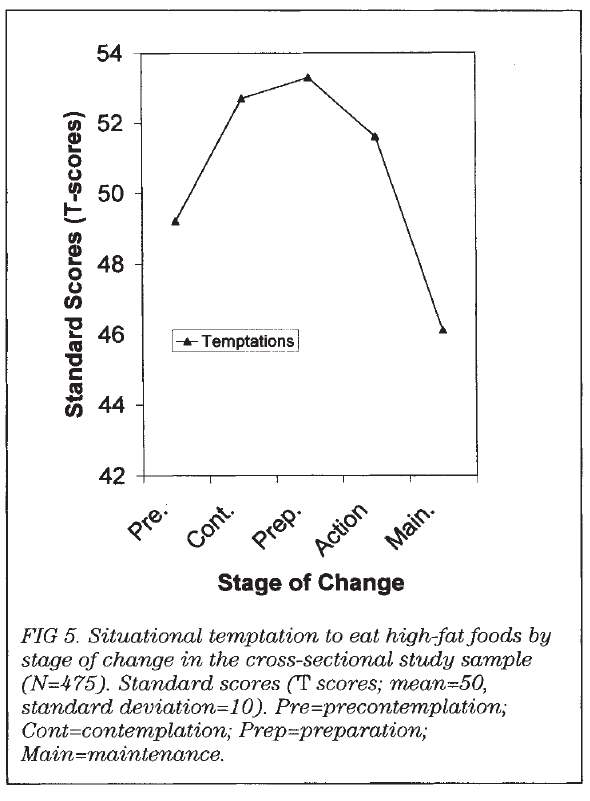 54
52
50
48
46
44
42
Standard Scores (T-scores)
Temptations
Pre.
Cont.
Prep.
Action
Main.
Stage of Change
FIG 5. Situational temptation to eat high-fat foods by
stage of change in the cross-sectional study sample
(N=475). Standard scores (T scores; mean=50,
standard deviation=10). Pre=precontemplation;
Cont=contemplation; Prep=preparation;
Main=maintenance.